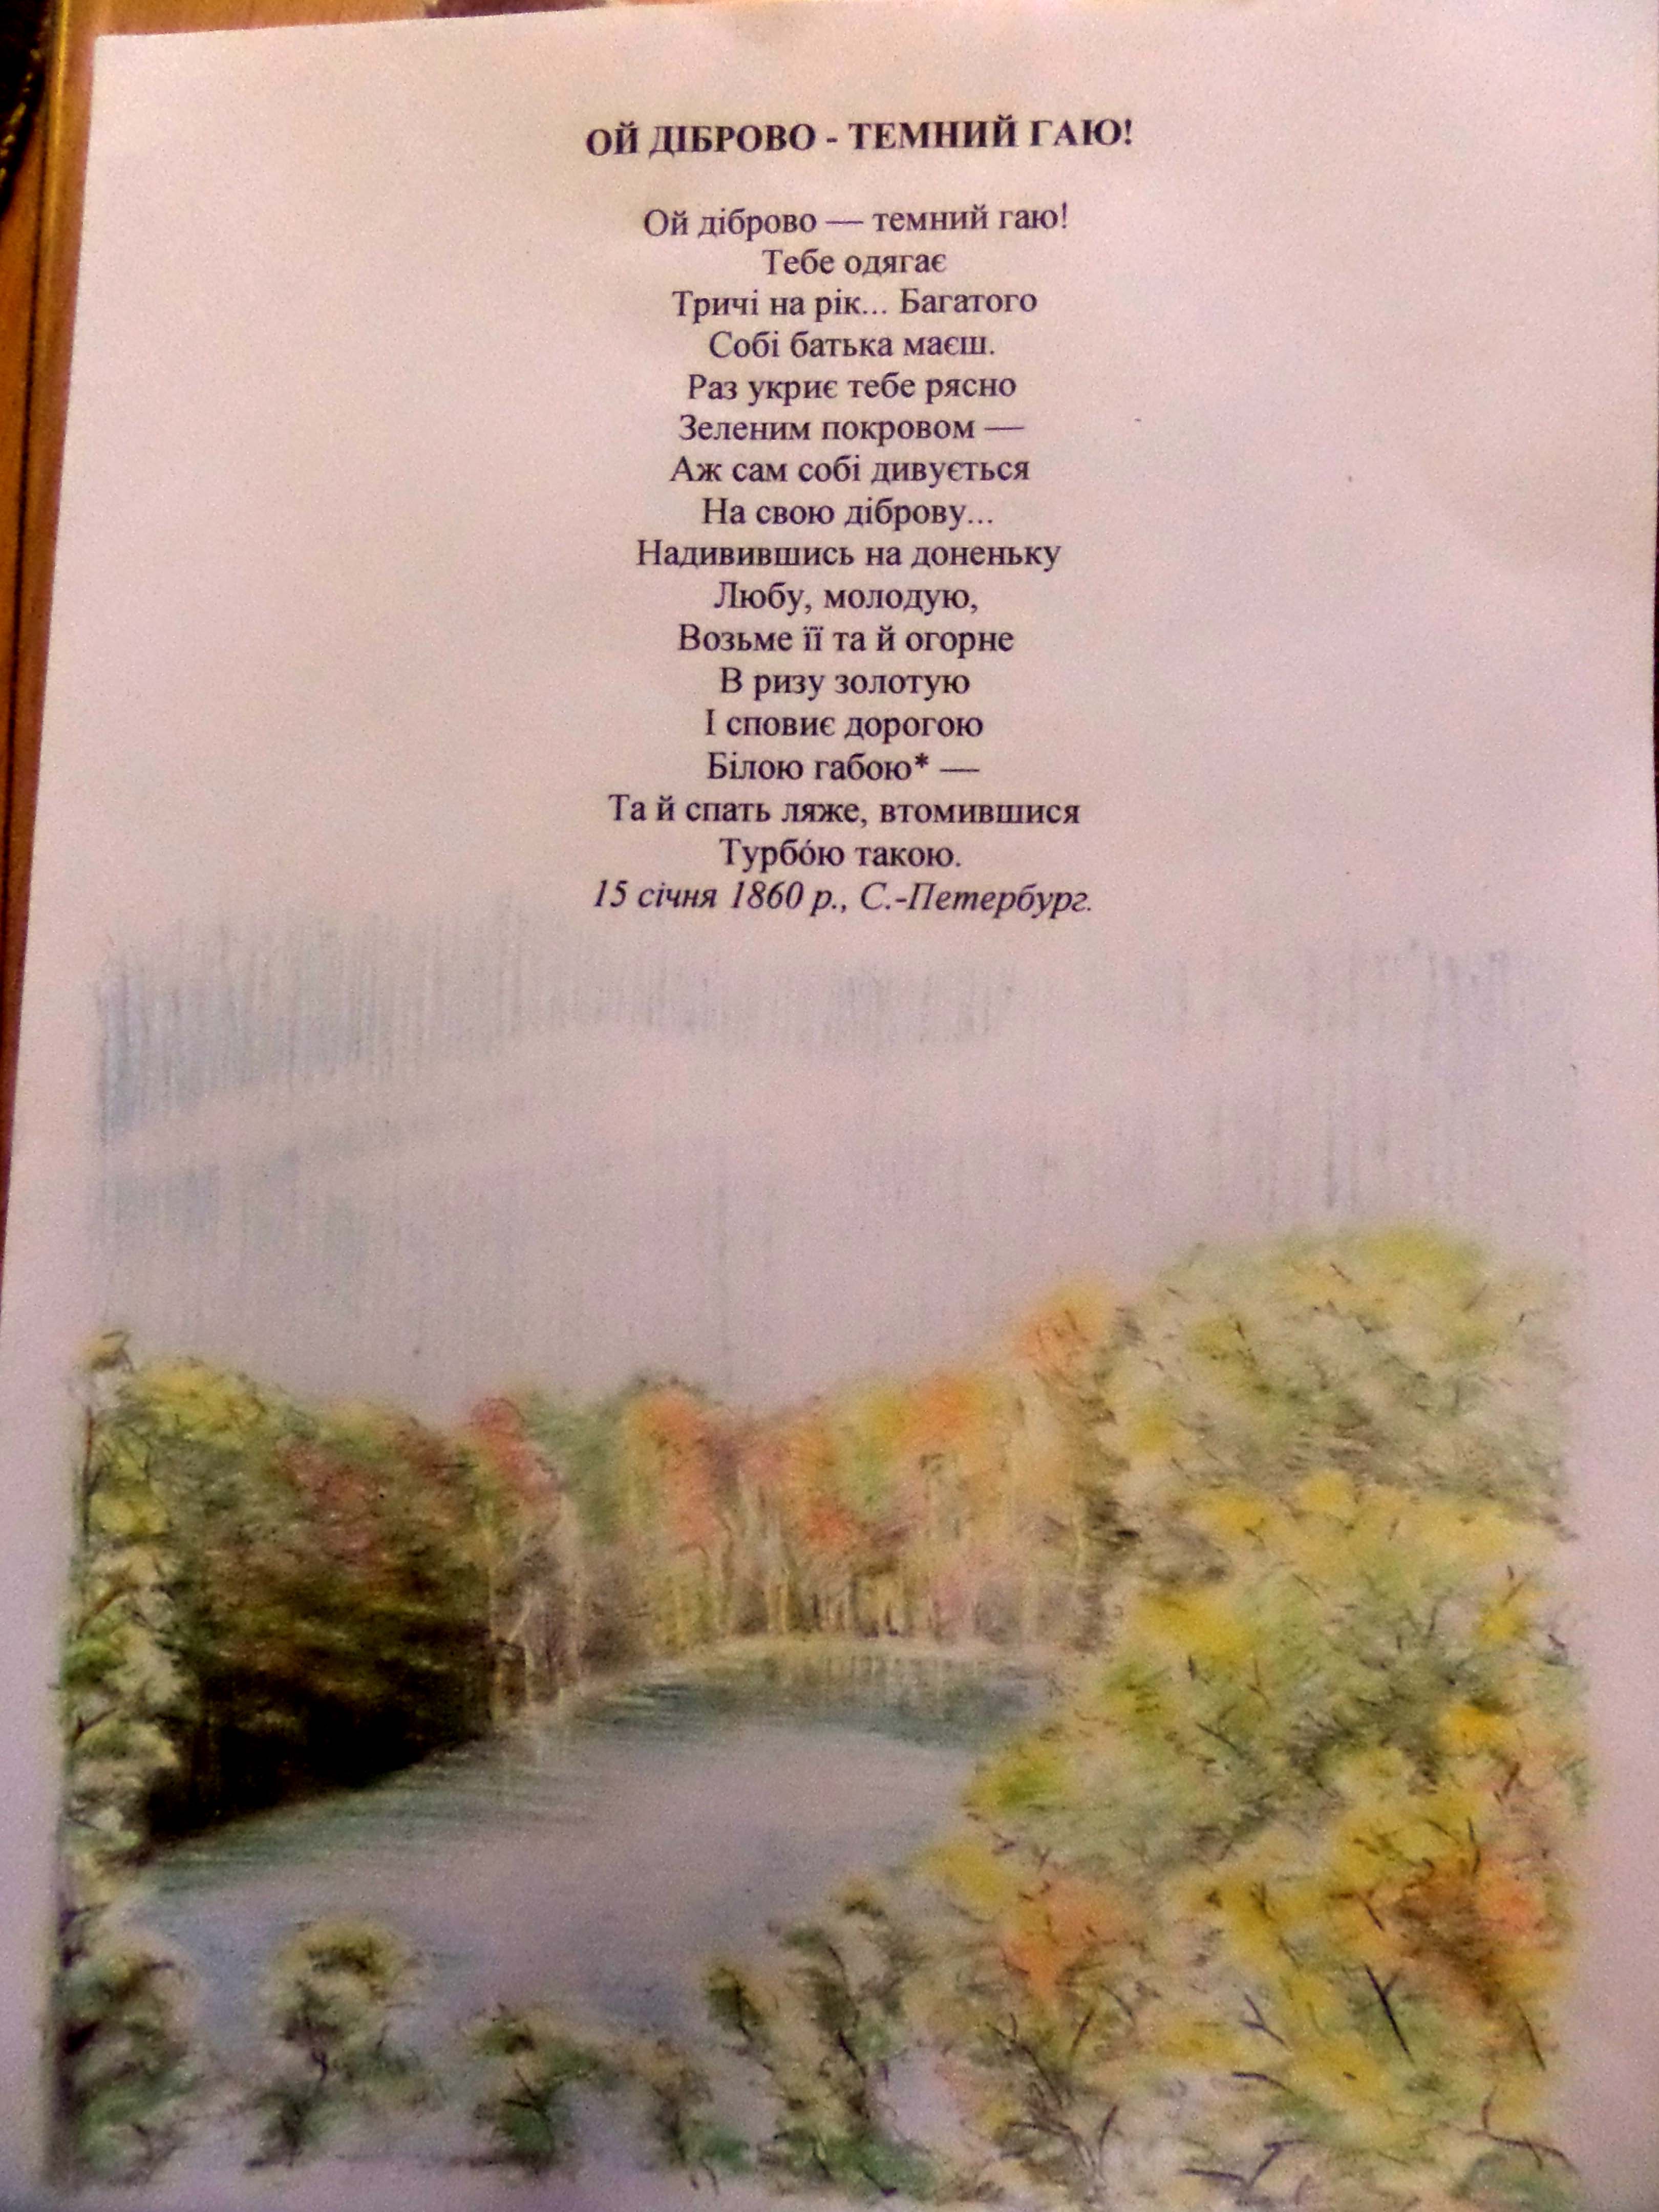 ОЙ ДІБРОВО - ТЕМНИЙ ГАЮ!
Ой діброво — темний гаю!
Тебе одягає
Тричі на рік... Багатого
Собі батька маєш.
Раз укриє тебе рясно
Зеленим покровом —
Аж сам собі дивується
На свою діброву...
Надивившись на доненьку
Любу, молодую,
Возьме її та й огорне
В ризу золотую
І сповиє дорогою
Білою габою* —
Та й спать ляже, втомившися
Турбо́ю такою.
15 січня 1860 р., С.-Петербург.